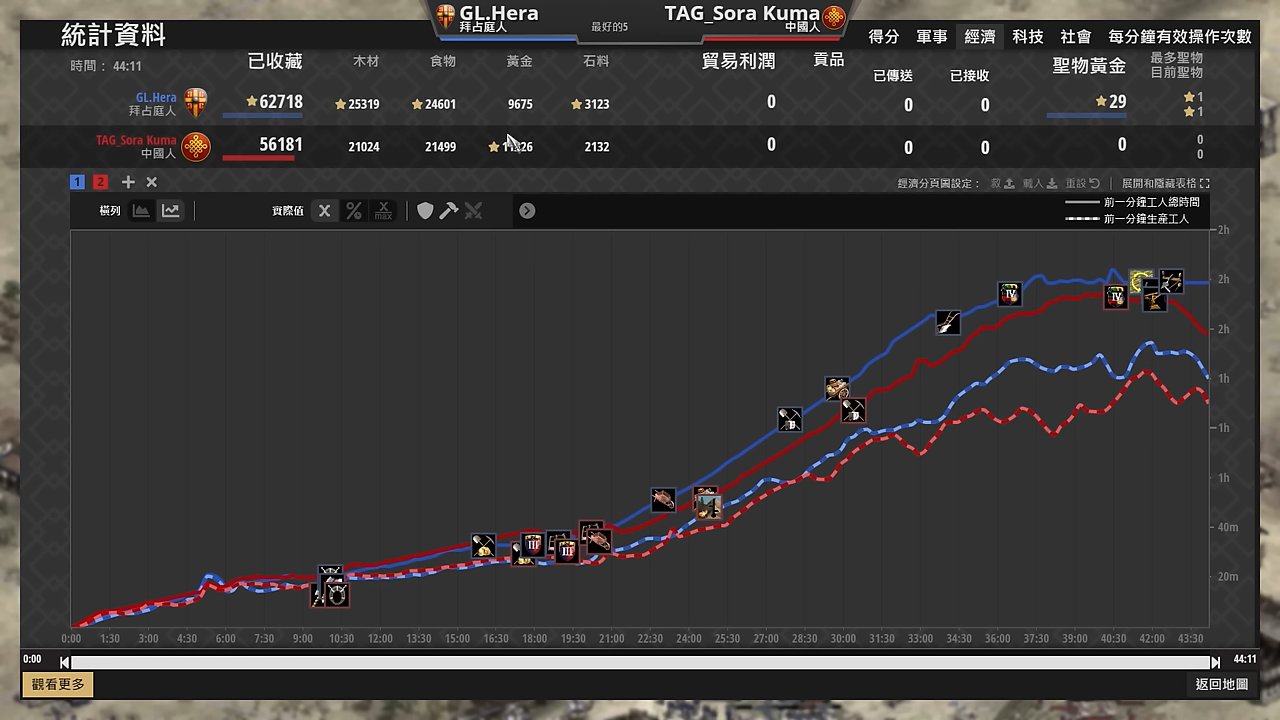 GL.Hera
拜占庭人
最好的5
TAG_Sora Kuma
中國人
統計資料
得分 軍事 經濟 科技 社會 每分鐘有效操作次數
時間： 44:11
已收藏 木材 食物 黃金 石料 貿易利潤 貢品 已傳送 已接收 聖物黃金 最多聖物
目前聖物
GL.Hera
拜占庭人
62718 25319 24601 9675 3123 0 0 0 29 1
1
TAG_Sora Kuma
中國人
56181 21024 21499 2132 0 0 0 0 0
0
1 2
經濟分頁圖設定： 載入 重設 展開和隱藏表格
橫列 實際值 X % X max
前一分鐘工人總時間
前一分鐘生產工人
2h
2h
2h
1h
1h
1h
40m
20m
IV IV
III III
0:00 1:30 3:00 4:30 6:00 7:30 9:00 10:30 12:00 13:30 15:00 16:30 18:00 19:30 21:00 22:30 24:00 25:30 27:00 28:30 30:00 31:30 33:00 34:30 36:00 37:30 39:00 40:30 42:00 43:30
0:00 44:11
觀看更多 返回地圖